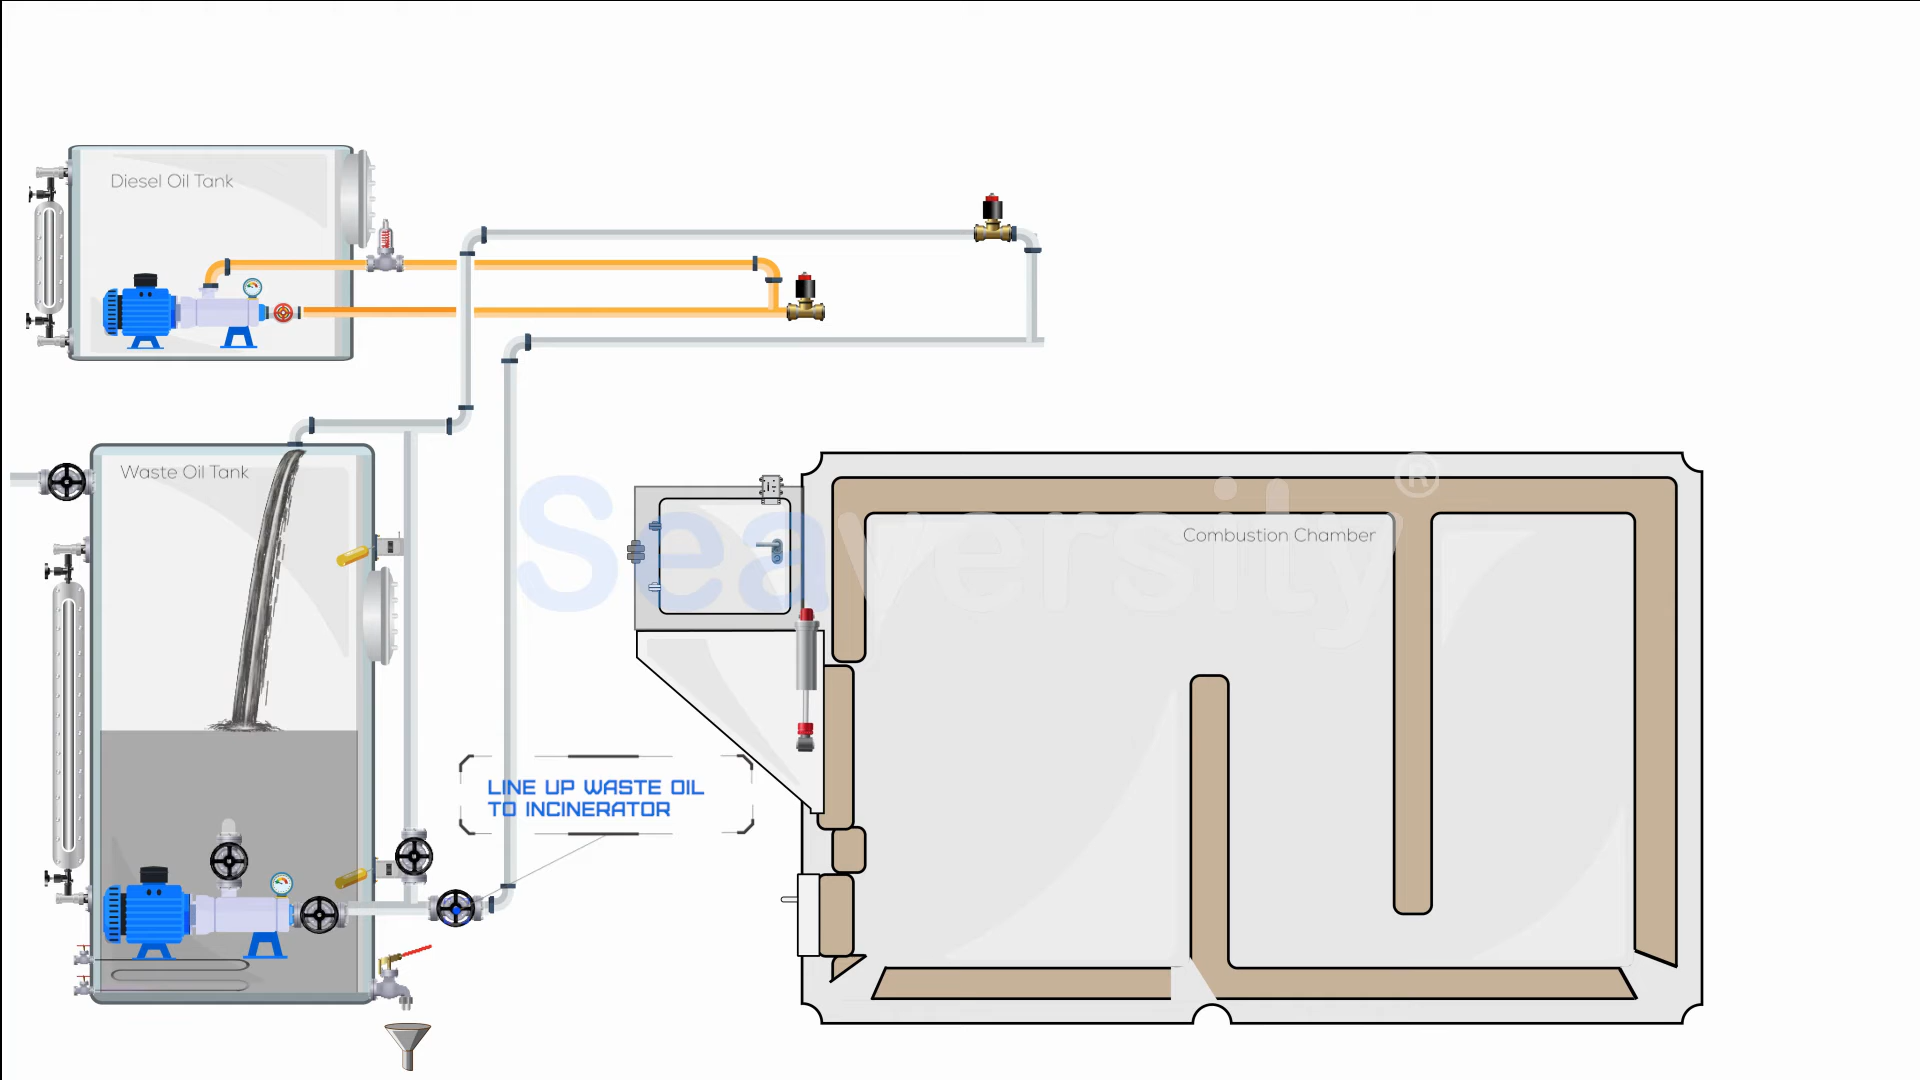 Diesel Oil Tank
Waste Oil Tank
Seaversity®
Combustion Chamber
LINE UP WASTE OIL
TO INCINERATOR